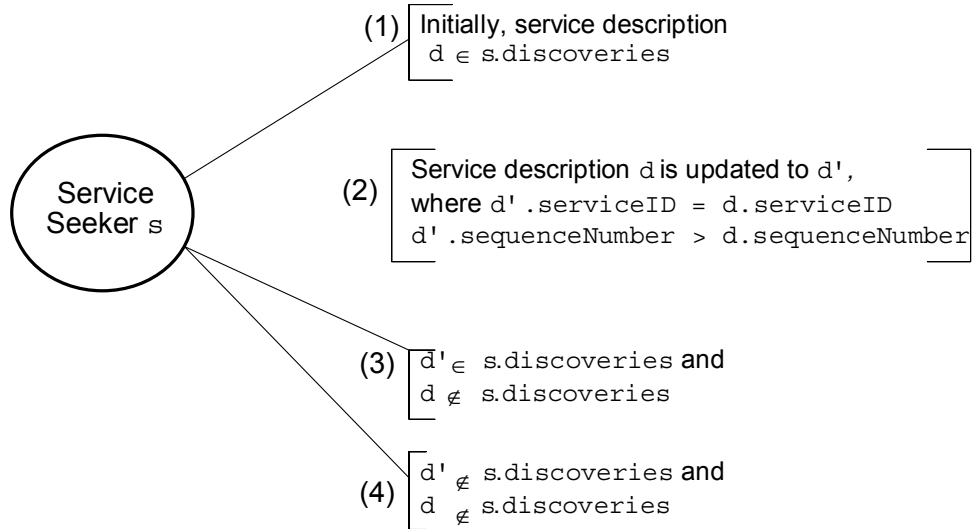 (1)
Initially, service description
d ∈ s.discoveries
Service
Seeker s
(2)
Service description d is updated to d',
where d'.serviceID = d.serviceID
d'.sequenceNumber > d.sequenceNumber
(3)
d' ∈ s.discoveries and
d ∉ s.discoveries
(4)
d' ∉ s.discoveries and
d ∉ s.discoveries